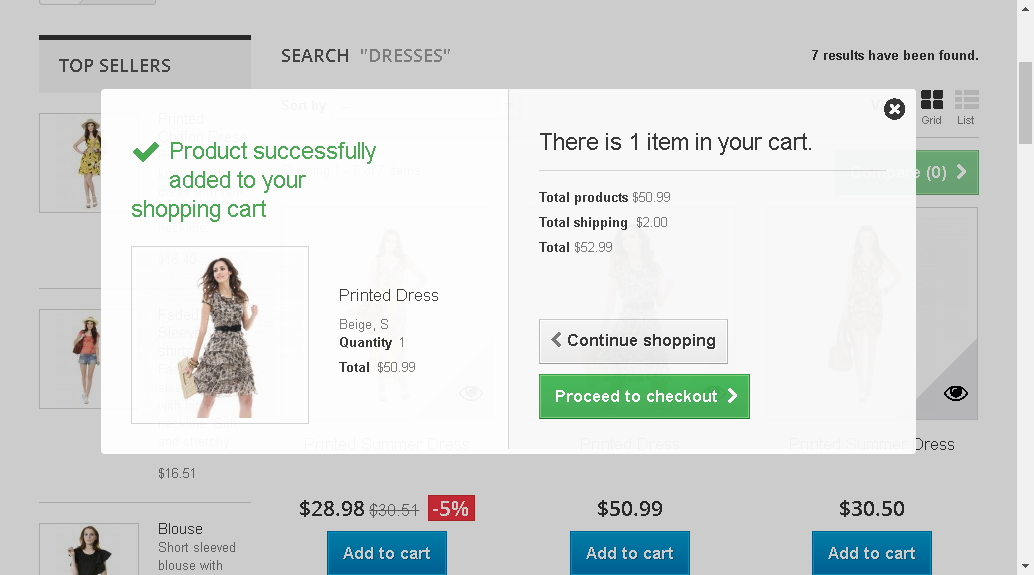 TOP SELLERS
SEARCH "DRESSES"
7 results have been found.
Sort by
Grid
List
Compare (0)
Product successfully
added to your
shopping cart
Printed Dress
Beige, S
Quantity 1
Total $50.99
There is 1 item in your cart.
Total products $50.99
Total shipping $2.00
Total $52.99
Continue shopping
Proceed to checkout
Printed Summer Dress
Printed Dress
Printed Summer Dress
$16.51
$28.98 $30.51 -5%
$50.99
$30.50
Add to cart
Add to cart
Add to cart
Blouse
Short sleeved
blouse with